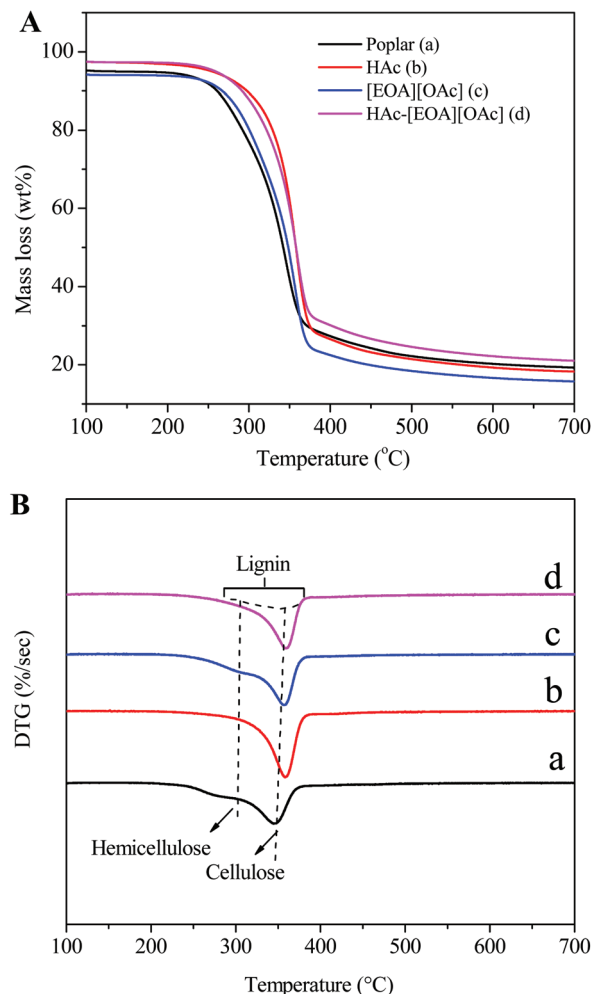 A
Poplar (a)
HAc (b)
[EOA][OAc] (c)
HAc-[EOA][OAc] (d)
Mass loss (wt%)
100
80
60
40
20
100 200 300 400 500 600 700
Temperature (°C)
B
Lignin
d
c
b
a
DTG (%/sec)
Hemicellulose
Cellulose
100 200 300 400 500 600 700
Temperature (°C)